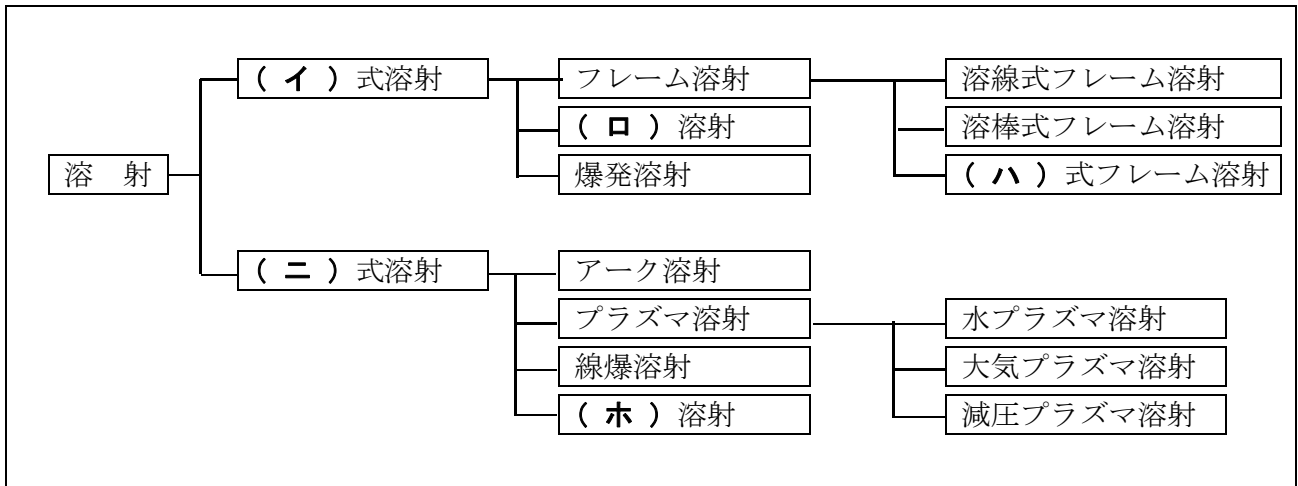 溶　射
( イ ) 式溶射
フレーム溶射
( ロ ) 溶射
爆発溶射
溶線式フレーム溶射
溶棒式フレーム溶射
( ハ ) 式フレーム溶射
( ニ ) 式溶射
アーク溶射
プラズマ溶射
線爆溶射
( ホ ) 溶射
水プラズマ溶射
大気プラズマ溶射
減圧プラズマ溶射